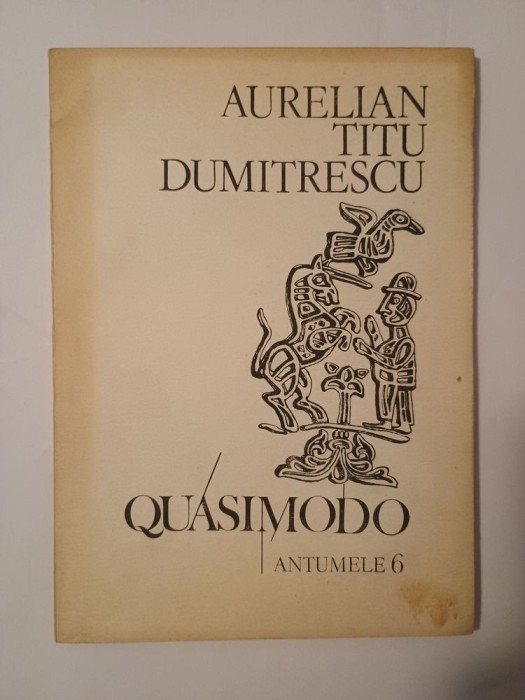 AURELIAN
TITU
DUMITRESCU
QUASIMODO
ANTUMELE 6